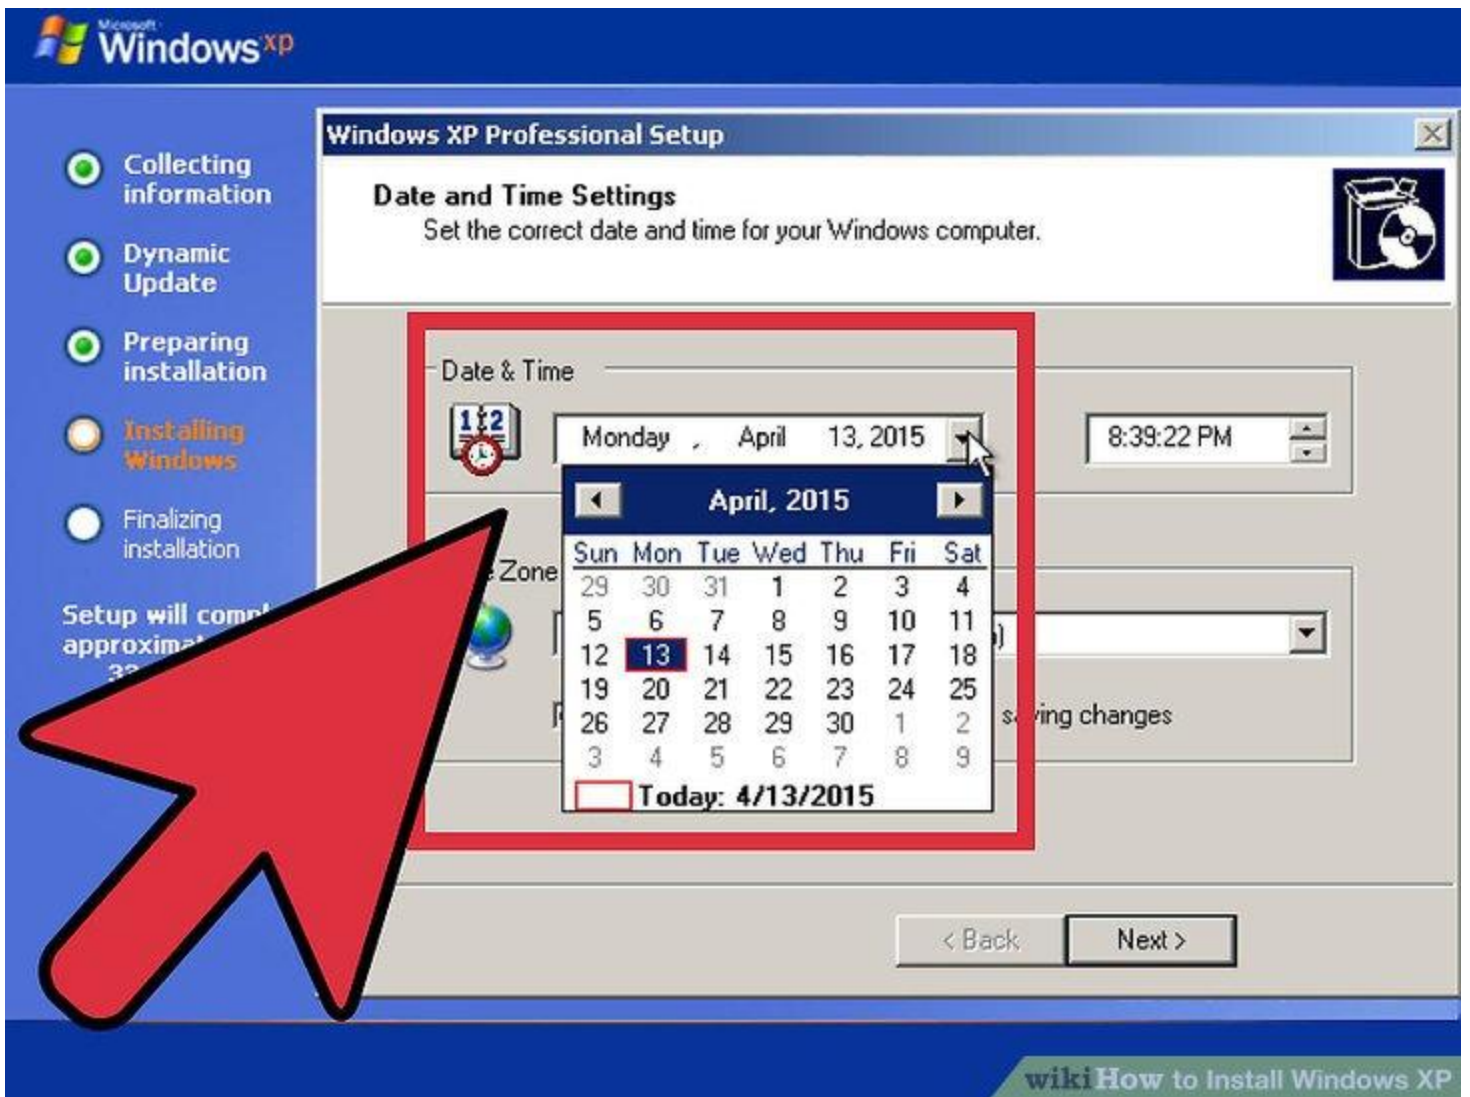 Microsoft
Windows xp
Windows XP Professional Setup
Collecting
information
Dynamic
Update
Preparing
installation
Installing
Windows
Finalizing
installation
Setup will
Date and Time Settings
Set the correct date and time for your Windows computer.
Date & Time
12
Monday , April 13, 2015
8:39:22 PM
April, 2015
Sun Mon Tue Wed Thu Fri Sat
29 30 31 1 2 3 4
5 6 7 8 9 10 11
12 13 14 15 16 17 18
19 20 21 22 23 24 25
26 27 28 29 30 1 2
3 4 5 6 7 8 9
Today: 4/13/2015
Zone
saving changes
< Back
Next >
wikiHow to Install Windows XP